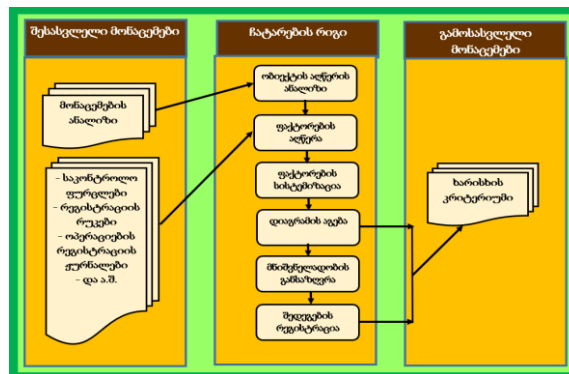 შესასვლელი მონაცემები
მონაცემების
ანალიზი
- საკონტროლო
ფურცლები
- რეგისტრაციის
რუკები
- ოპერაციების
რეგისტრაციის
ჟურნალები
- და ა.შ.
ჩატარების რიგი
ობიექტის აღწერის
ანალიზი
ფაქტორების
აღწერა
ფაქტორების
სისტემიზაცია
დიაგრამის აგება
მნიშვნელადობის
განსაზღვრა
შედეგების
რეგისტრაცია
გამოსასვლელი
მონაცემები
ხარისხის
კრიტერიუმი